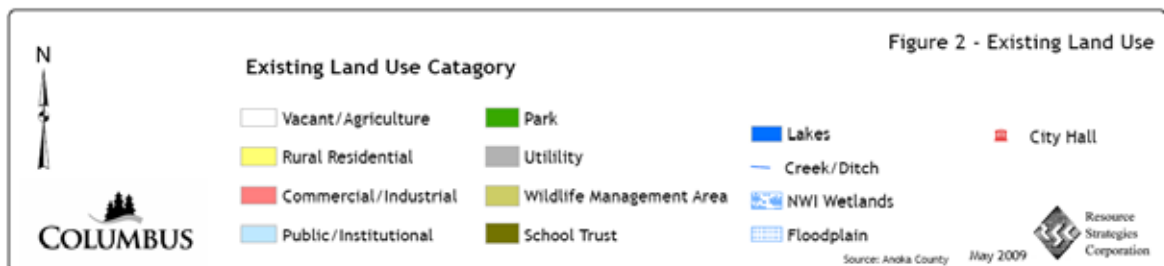 Figure 2 - Existing Land Use
N
Existing Land Use Catagory
Vacant/Agriculture
Rural Residential
Commercial/Industrial
Public/Institutional
Park
Utilility
Wildlife Management Area
School Trust
Lakes
Creek/Ditch
NWI Wetlands
Floodplain
City Hall
COLUMBUS
Source: Anoka County
May 2009
Resource
Strategies
Corporation